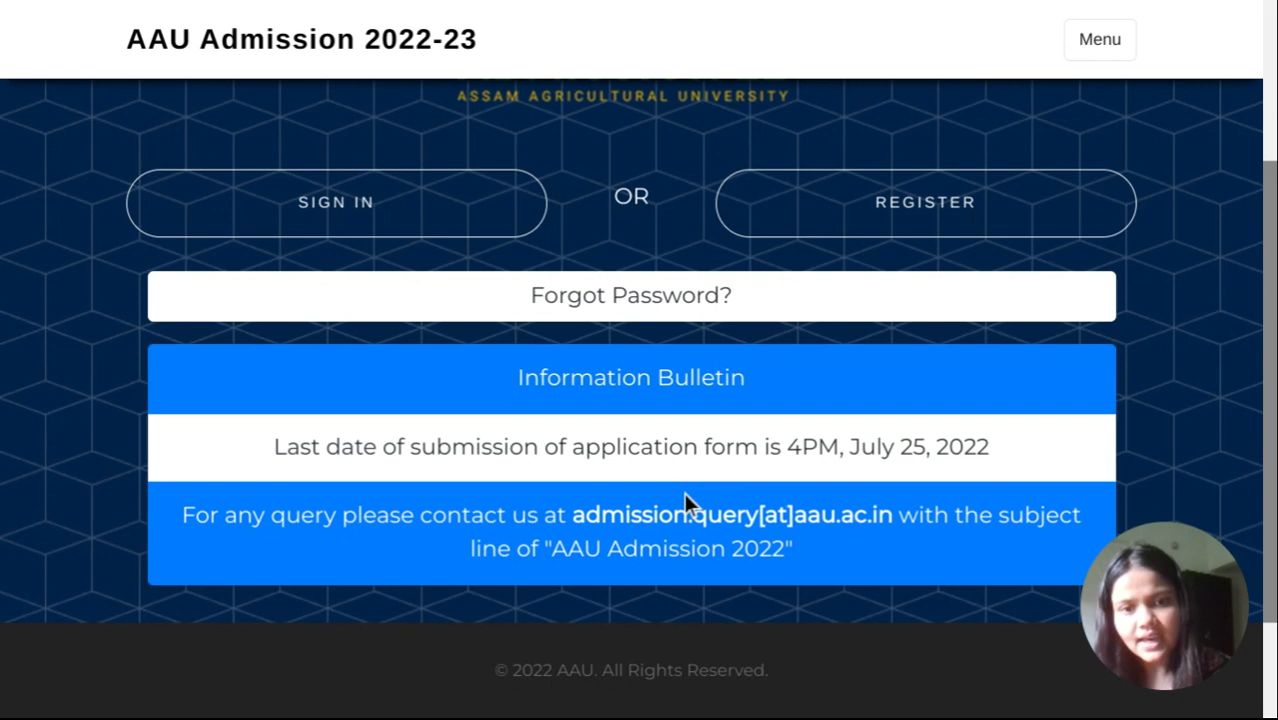 AAU Admission 2022-23
Menu
ASSAM AGRICULTURAL UNIVERSITY
SIGN IN
OR
REGISTER
Forgot Password?
Information Bulletin
Last date of submission of application form is 4PM, July 25, 2022
For any query please contact us at admission.query[at]aau.ac.in with the subject
line of "AAU Admission 2022"
© 2022 AAU. All Rights Reserved.